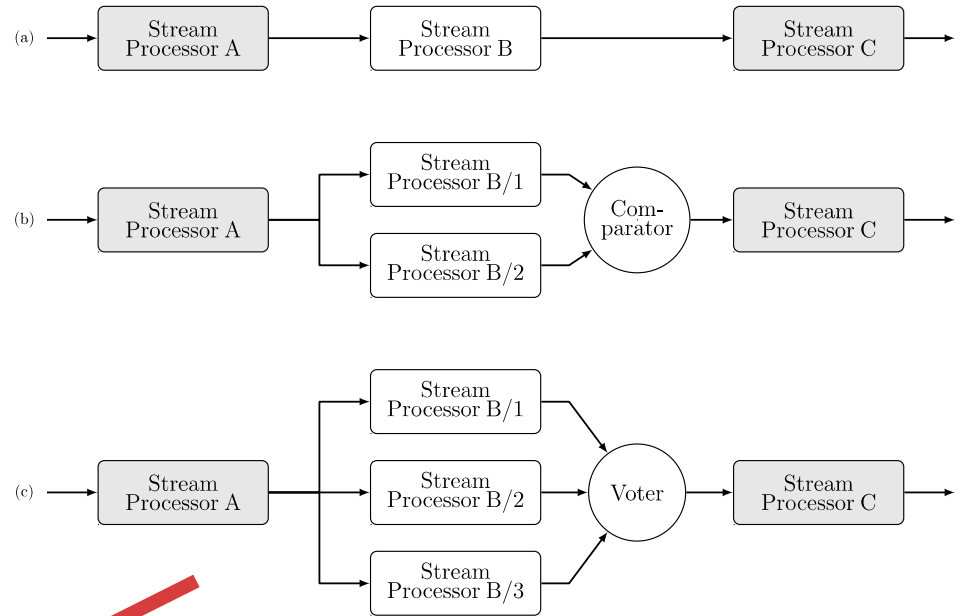 (a)
Stream
Processor A
Stream
Processor B
Stream
Processor C
(b)
Stream
Processor A
Stream
Processor B/1
Stream
Processor B/2
Com-
parator
Stream
Processor C
(c)
Stream
Processor A
Stream
Processor B/1
Stream
Processor B/2
Stream
Processor B/3
Voter
Stream
Processor C